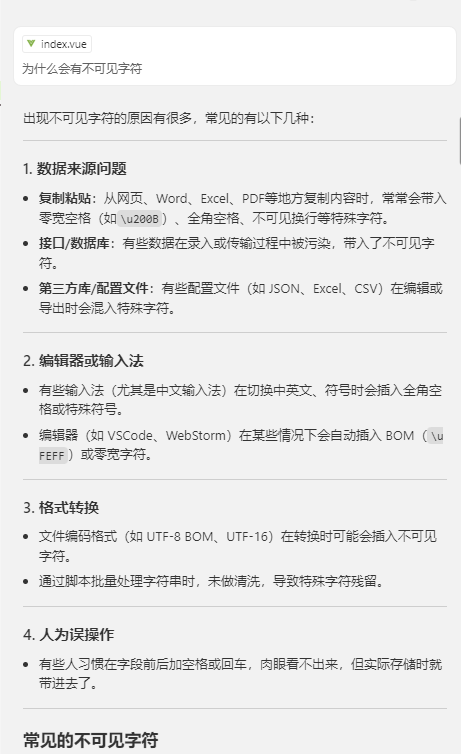 index.vue
为什么会有不可见字符
出现不可见字符的原因有很多，常见的有以下几种：
1. 数据来源问题
• 复制粘贴：从网页、Word、Excel、PDF等地方复制内容时，常常会带入
零宽空格（如 \u200B）、全角空格、不可见换行等特殊字符。
• 接口/数据库：有些数据在录入或传输过程中被污染，带入了不可见字
符。
• 第三方库/配置文件：有些配置文件（如 JSON、Excel、CSV）在编辑或
导出时会混入特殊字符。
2. 编辑器或输入法
• 有些输入法（尤其是中文输入法）在切换中英文、符号时会插入全角空
格或特殊符号。
• 编辑器（如 VSCode、WebStorm）在某些情况下会自动插入 BOM（\u
FEFF）或零宽字符。
3. 格式转换
• 文件编码格式（如 UTF-8 BOM、UTF-16）在转换时可能会插入不可见
字符。
• 通过脚本批量处理字符串时，未做清洗，导致特殊字符残留。
4. 人为误操作
• 有些人习惯在字段前后加空格或回车，肉眼看不出来，但实际存储时就
带进去了。
常见的不可见字符